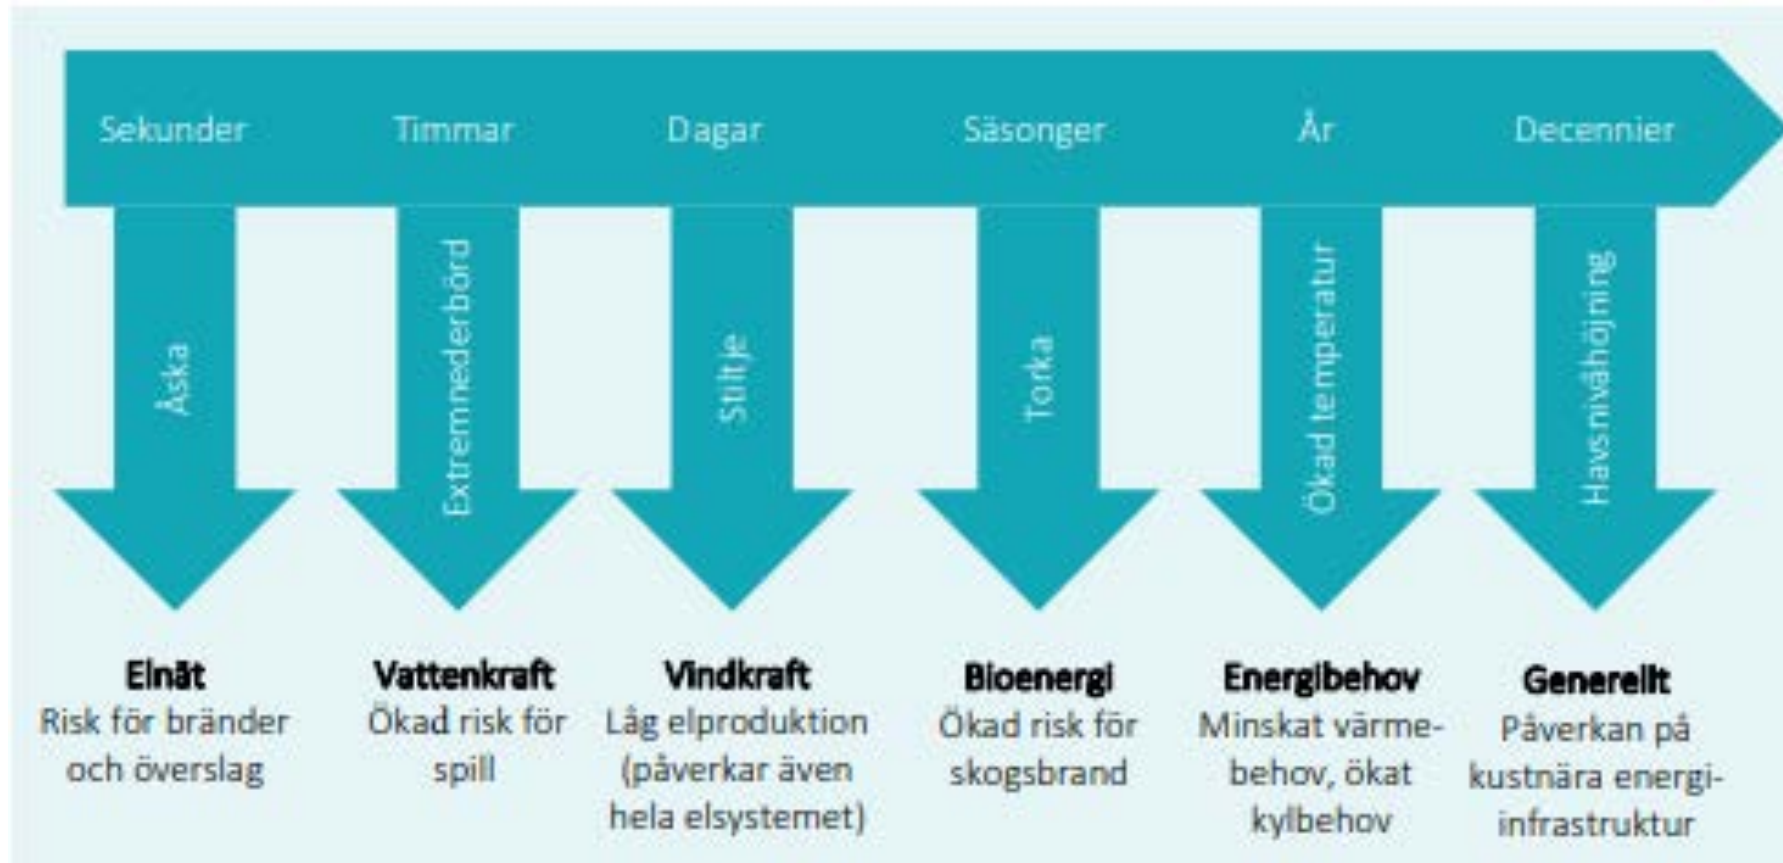 Sekunder
Timmar
Dagar
Säsonger
År
Decennier
Åska
Extremnederbörd
Stiltje
Torka
Ökad temperatur
Havsnivåhöjning
Elnät
Risk för bränder
och överslag
Vattenkraft
Ökad risk för
spill
Vindkraft
Låg elproduktion
(påverkar även
hela elsystemet)
Bioenergi
Ökad risk för
skogsbrand
Energibehov
Minskat värme-
behov, ökat
kylbehov
Generellt
Påverkan på
kustnära energi-
infrastruktur